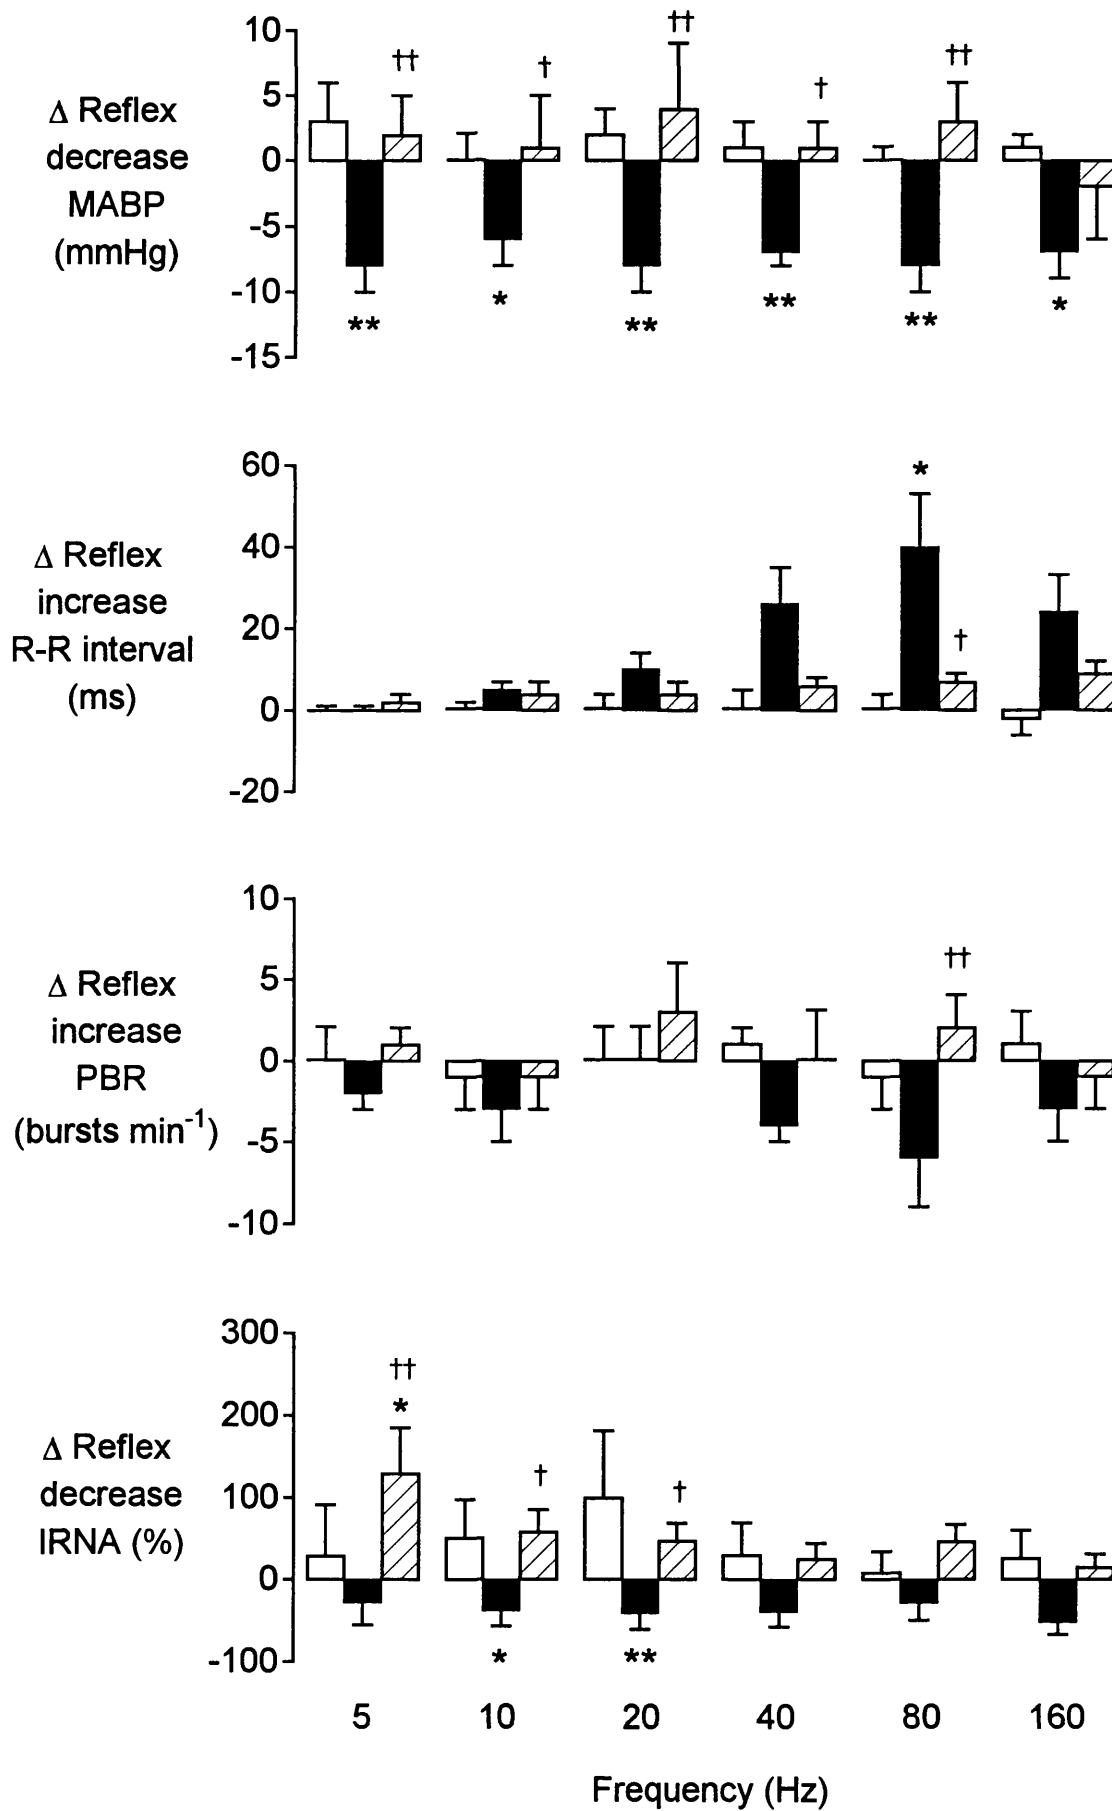 10
5
0
-5
-10
-15
Δ Reflex
decrease
MABP
(mmHg)
††
†
††
†
††
**
*
**
**
**
*
60
40
20
0
-20
Δ Reflex
increase
R-R interval
(ms)
*
†
10
5
0
-5
-10
Δ Reflex
increase
PBR
(bursts min⁻¹)
††
300
200
100
0
-100
Δ Reflex
decrease
IRNA (%)
††
*
†
†
*
**
5 10 20 40 80 160
Frequency (Hz)